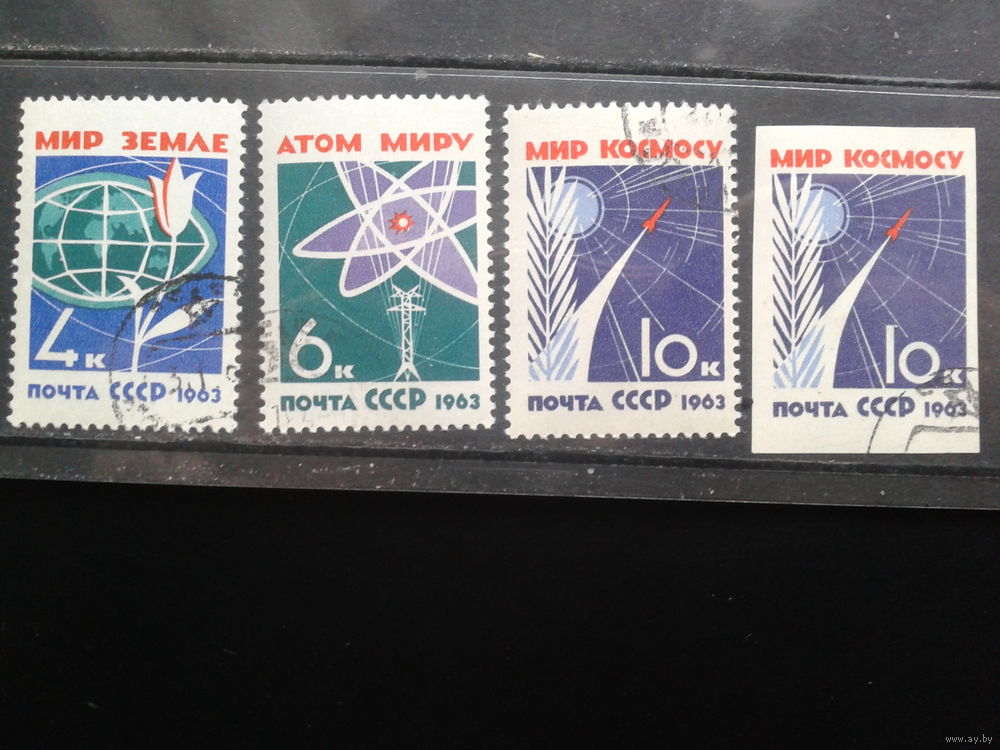 МИР ЗЕМЛЕ
4к
ПОЧТА СССР 1963
АТОМ МИРУ
6к
ПОЧТА СССР 1963
МИР КОСМОСУ
10к
ПОЧТА СССР 1963
МИР КОСМОСУ
10к
ПОЧТА СССР 1963
www.ay.by